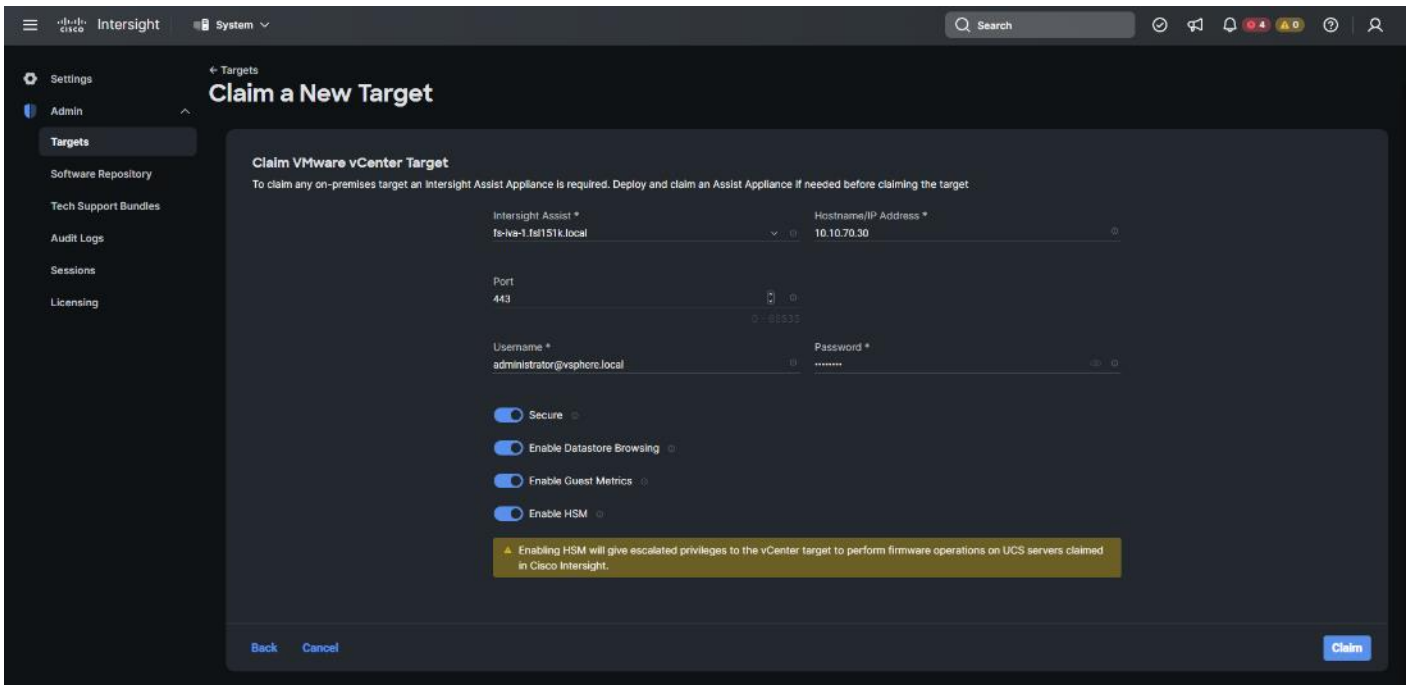 cisco Intersight
System
Search
4
0
Settings
Admin
Targets
Software Repository
Tech Support Bundles
Audit Logs
Sessions
Licensing
← Targets
Claim a New Target
Claim VMware vCenter Target
To claim any on-premises target an Intersight Assist Appliance is required. Deploy and claim an Assist Appliance if needed before claiming the target
Intersight Assist *
fs-iva-1.fsl151k.local
Hostname/IP Address *
10.10.70.30
Port
443
0 - 65535
Username *
administrator@vsphere.local
Password *
••••••••
Secure
Enable Datastore Browsing
Enable Guest Metrics
Enable HSM
Enabling HSM will give escalated privileges to the vCenter target to perform firmware operations on UCS servers claimed
in Cisco Intersight.
Back
Cancel
Claim